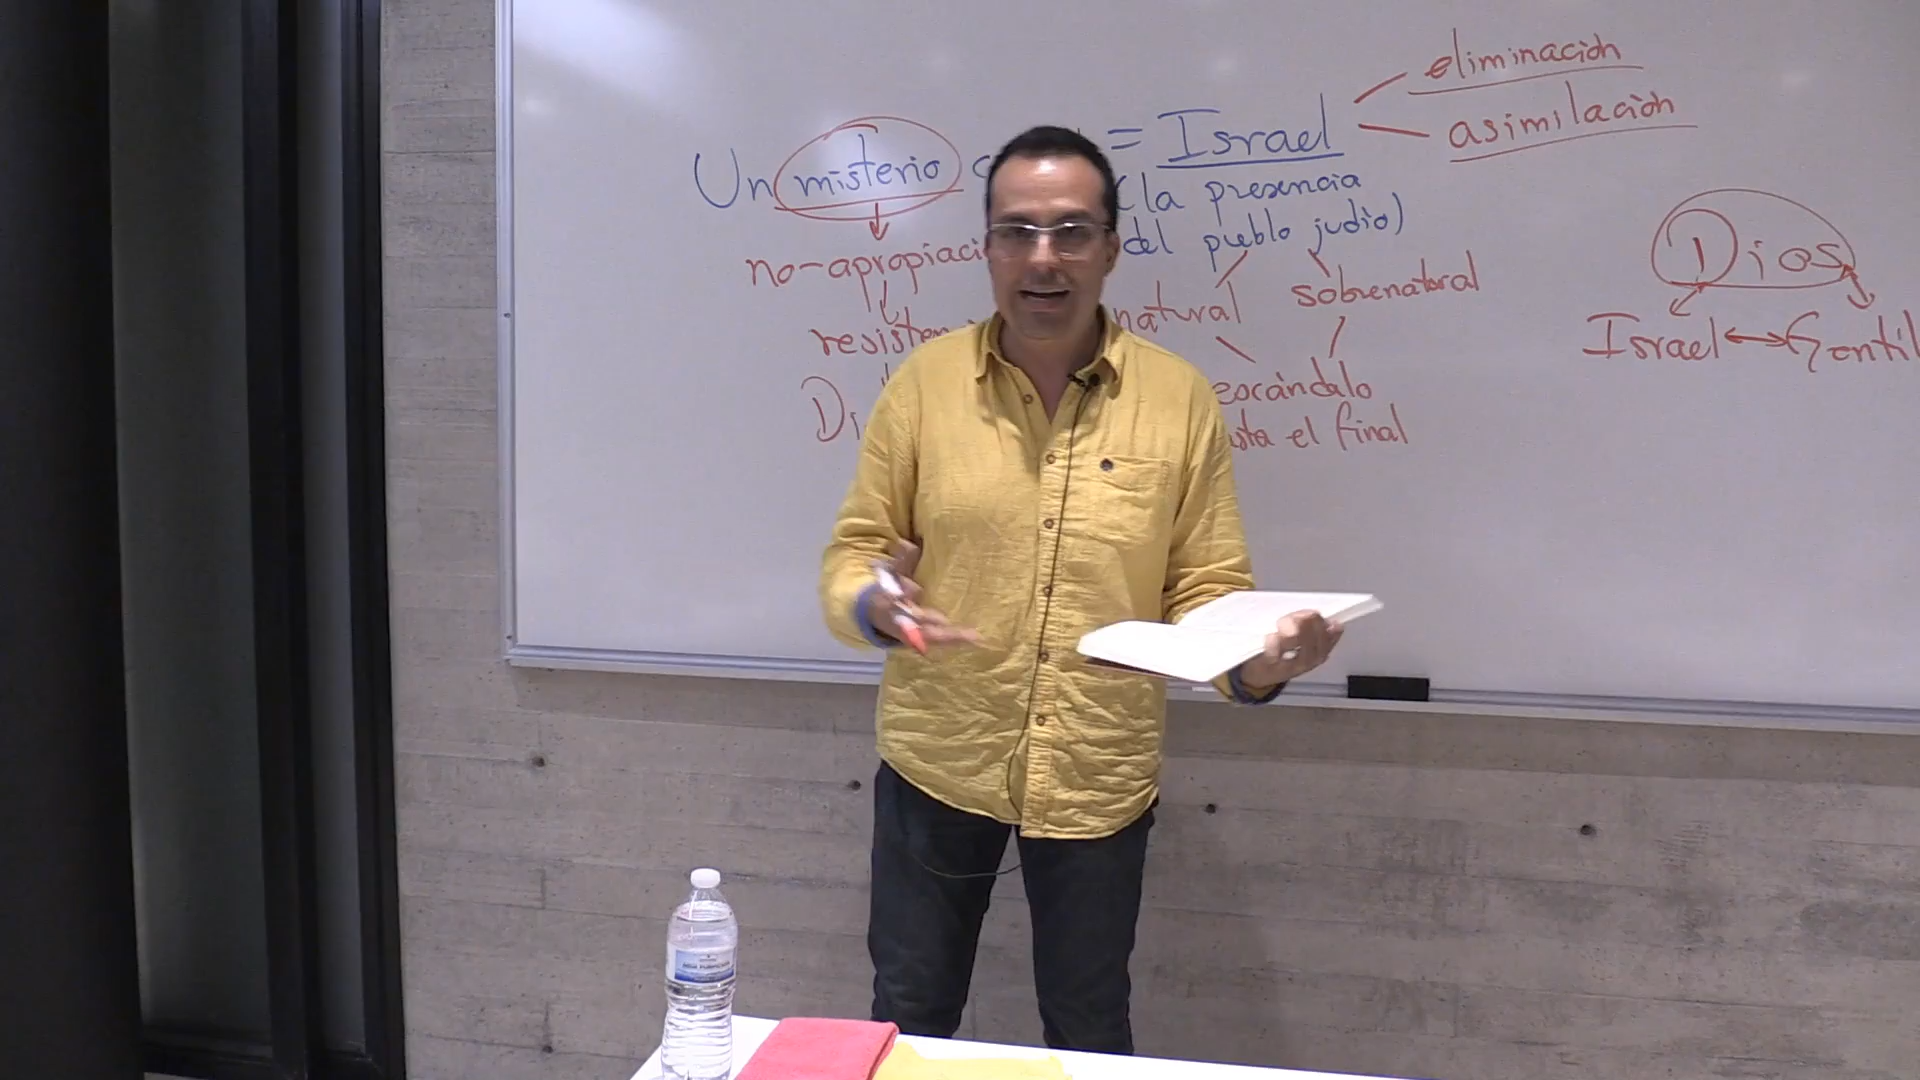 eliminación
asimilación
Un misterio = Israel
(la presencia
del pueblo judío)
no-apropiaci
natural sobrenatural
resisten
escándalo
el final
Dios
Israel ↔ Gentil